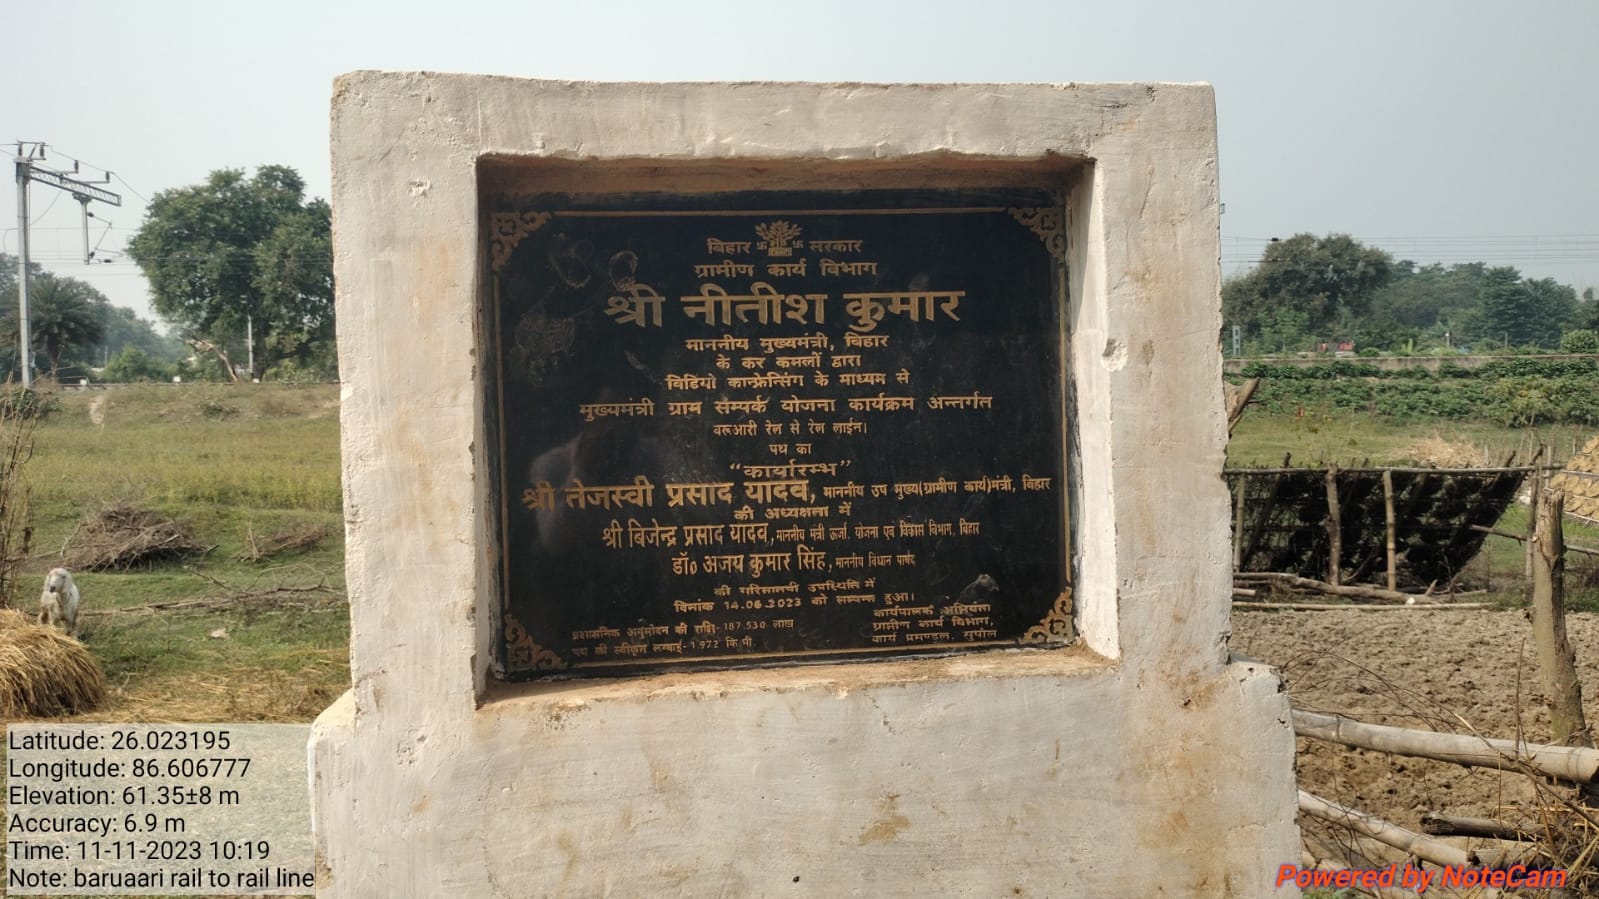 बिहार सरकार
ग्रामीण कार्य विभाग
श्री नीतीश कुमार
माननीय मुख्यमंत्री, बिहार
के कर कमलों द्वारा
विडियो कान्फ्रेन्सिंग के माध्यम से
मुख्यमंत्री ग्राम सम्पर्क योजना कार्यक्रम अन्तर्गत
बरूआरी रेल से रेल लाईन।
पथ का
“कार्यारम्भ”
श्री तेजस्वी प्रसाद यादव, माननीय उप मुख्य(ग्रामीण कार्य)मंत्री, बिहार
की अध्यक्षता में
श्री बिजेन्द्र प्रसाद यादव, माननीय मंत्री ऊर्जा, योजना एवं विकास विभाग, बिहार
डॉ० अजय कुमार सिंह, माननीय विधान पार्षद
की गरिमामयी उपस्थिति में
दिनांक 14.06.2023 को सम्पन्न हुआ।
प्रशासनिक अनुमोदन की राशि- 187.530 लाख
पथ की स्वीकृत लम्बाई- 1.972 कि.मी.
कार्यपालक अभियंता
ग्रामीण कार्य विभाग,
कार्य प्रमण्डल, सुपौल
Latitude: 26.023195
Longitude: 86.606777
Elevation: 61.35±8 m
Accuracy: 6.9 m
Time: 11-11-2023 10:19
Note: baruaari rail to rail line
Powered by NoteCam